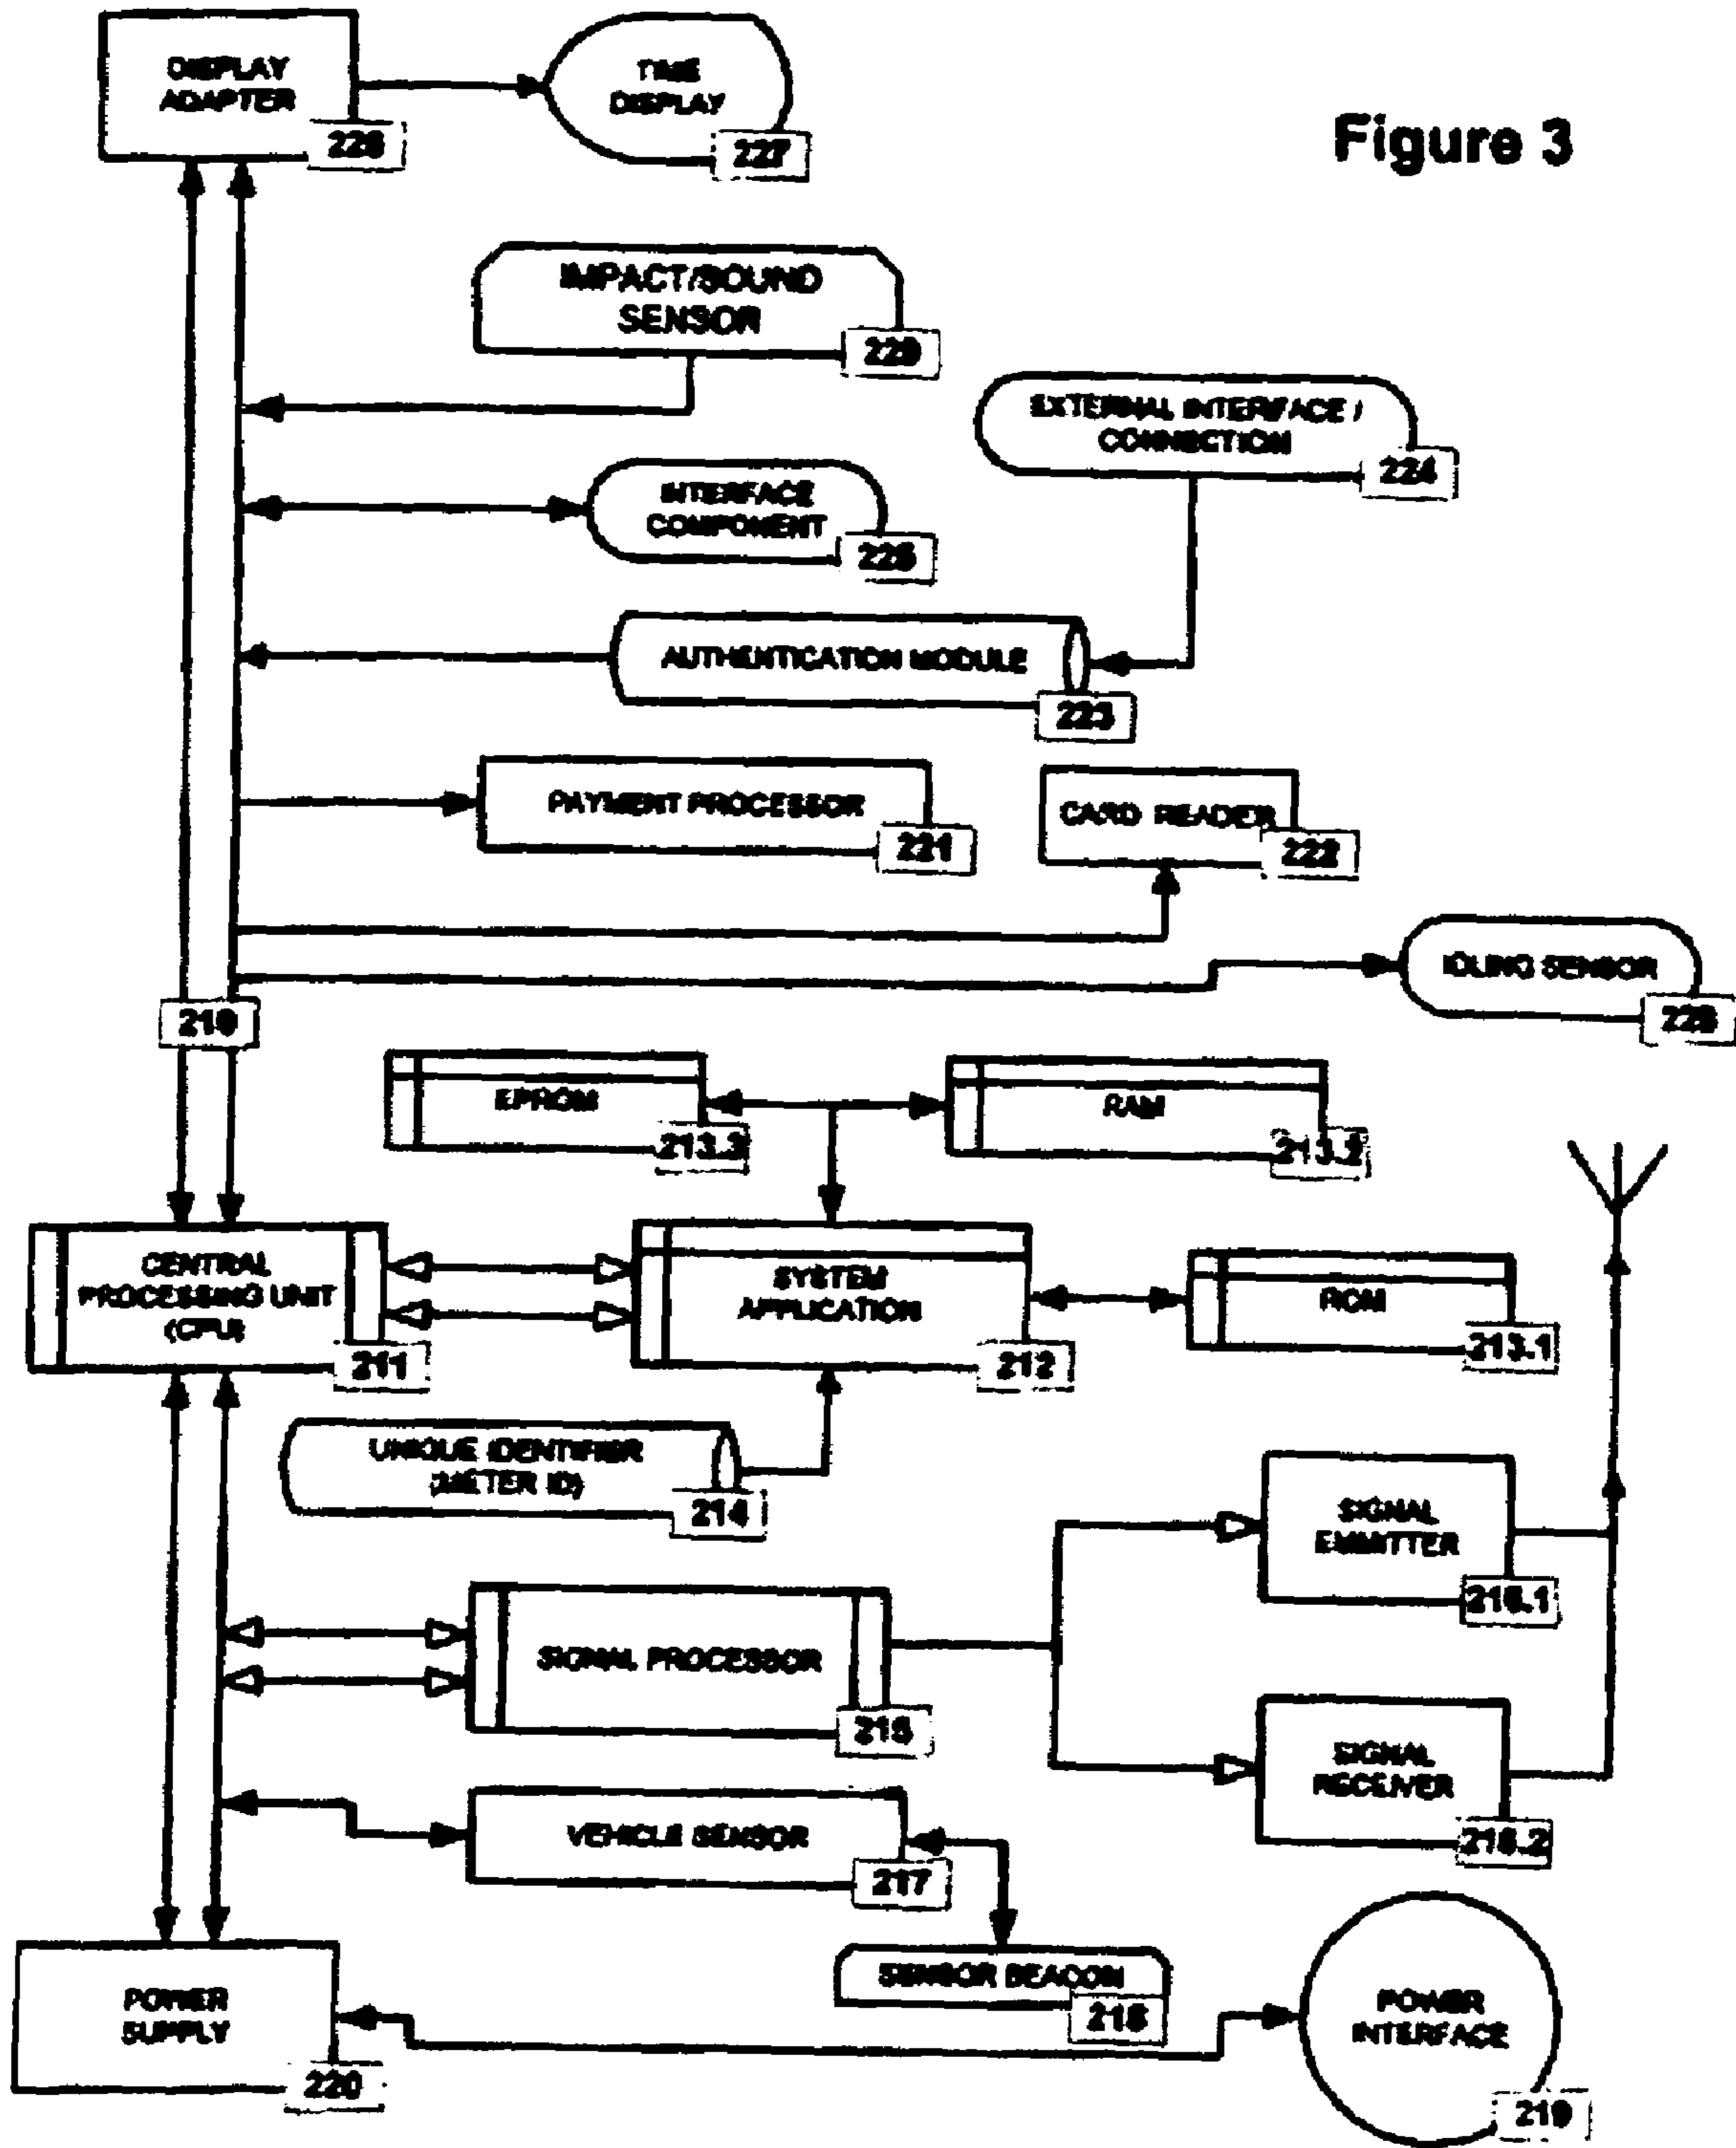 DISPLAY
ADAPTER
226
TIME
DISPLAY
227
Figure 3
IMPACT/SOUND
SENSOR
229
EXTERNAL INTERFACE /
CONNECTION
224
INTERFACE
COMPONENT
225
AUTHENTICATION MODULE
223
PAYMENT PROCESSOR
221
CARD READER
222
IDLING SENSOR
228
210
EPROM
213.3
RAM
213.2
CENTRAL
PROCESSING UNIT
(CPU)
211
SYSTEM
APPLICATION
212
ROM
213.1
UNIQUE IDENTIFIER
(METER ID)
214
SIGNAL
EMMITTER
216.1
SIGNAL PROCESSOR
215
SIGNAL
RECEIVER
216.2
VEHICLE SENSOR
217
SENSOR BEACON
218
POWER
SUPPLY
220
POWER
INTERFACE
219